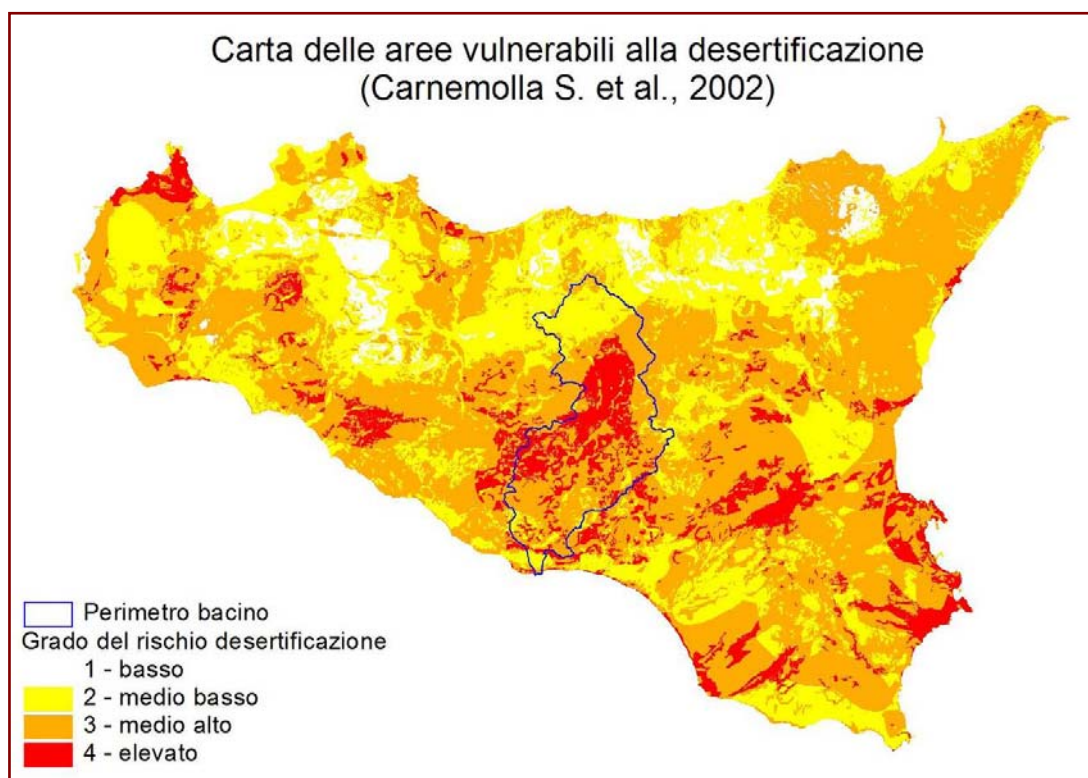 Carta delle aree vulnerabili alla desertificazione
(Carnemolla S. et al., 2002)
Perimetro bacino
Grado del rischio desertificazione
1 - basso
2 - medio basso
3 - medio alto
4 - elevato